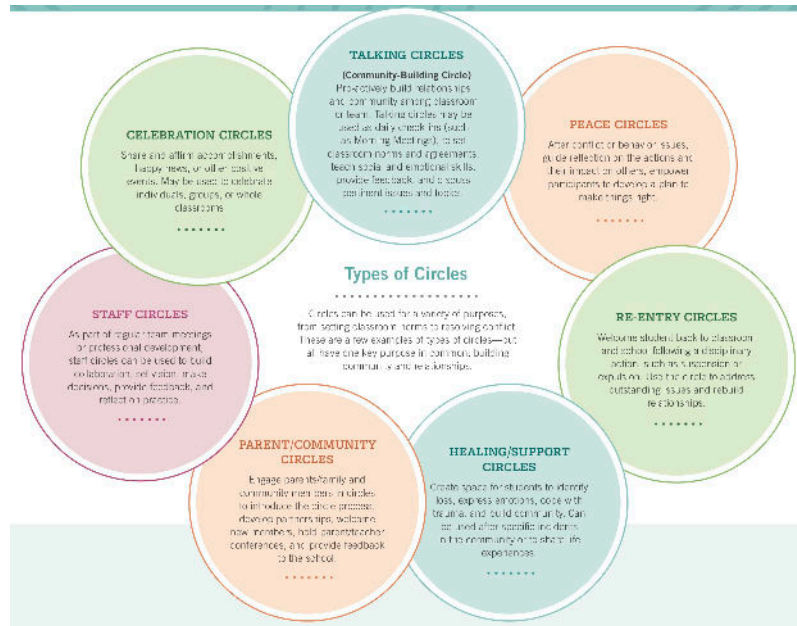 TALKING CIRCLES
(Community-Building Circle)
Proactively build relationships
and community among classroom
or team. Talking circles may be
used as daily check-ins (such
as Morning Meetings), to set
classroom norms and agreements,
teach social and emotional skills,
provide feedback, and discuss
pertinent issues and topics.
PEACE CIRCLES
After conflict or behavior issues,
guide reflection on the actions and
their impact on others, empower
participants to develop a plan to
make things right.
RE-ENTRY CIRCLES
Welcome student back to classroom
and school following a disciplinary
action, such as suspension or
expulsion. Use the circle to address
outstanding issues and rebuild
relationships.
HEALING/SUPPORT
CIRCLES
Create space for students to identify
loss, express emotions, cope with
trauma, and build community. Can
be used after specific incidents
in the community or to share life
experiences.
PARENT/COMMUNITY
CIRCLES
Engage parents/family and
community members in circles
to introduce the circle process,
develop partnerships, welcome
new members, hold parent/teacher
conferences, and provide feedback
to the school.
STAFF CIRCLES
As part of regular team meetings
or professional development,
staff circles can be used to build
collaboration, set vision, make
decisions, provide feedback, and
reflect on practice.
CELEBRATION CIRCLES
Share and affirm accomplishments,
happy news, or other positive
events. May be used to celebrate
individuals, groups, or whole
classrooms.
Types of Circles
Circles can be used for a variety of purposes,
from setting classroom norms to resolving conflict.
These are a few examples of types of circles—but
all have one key purpose in common: building
community and relationships.